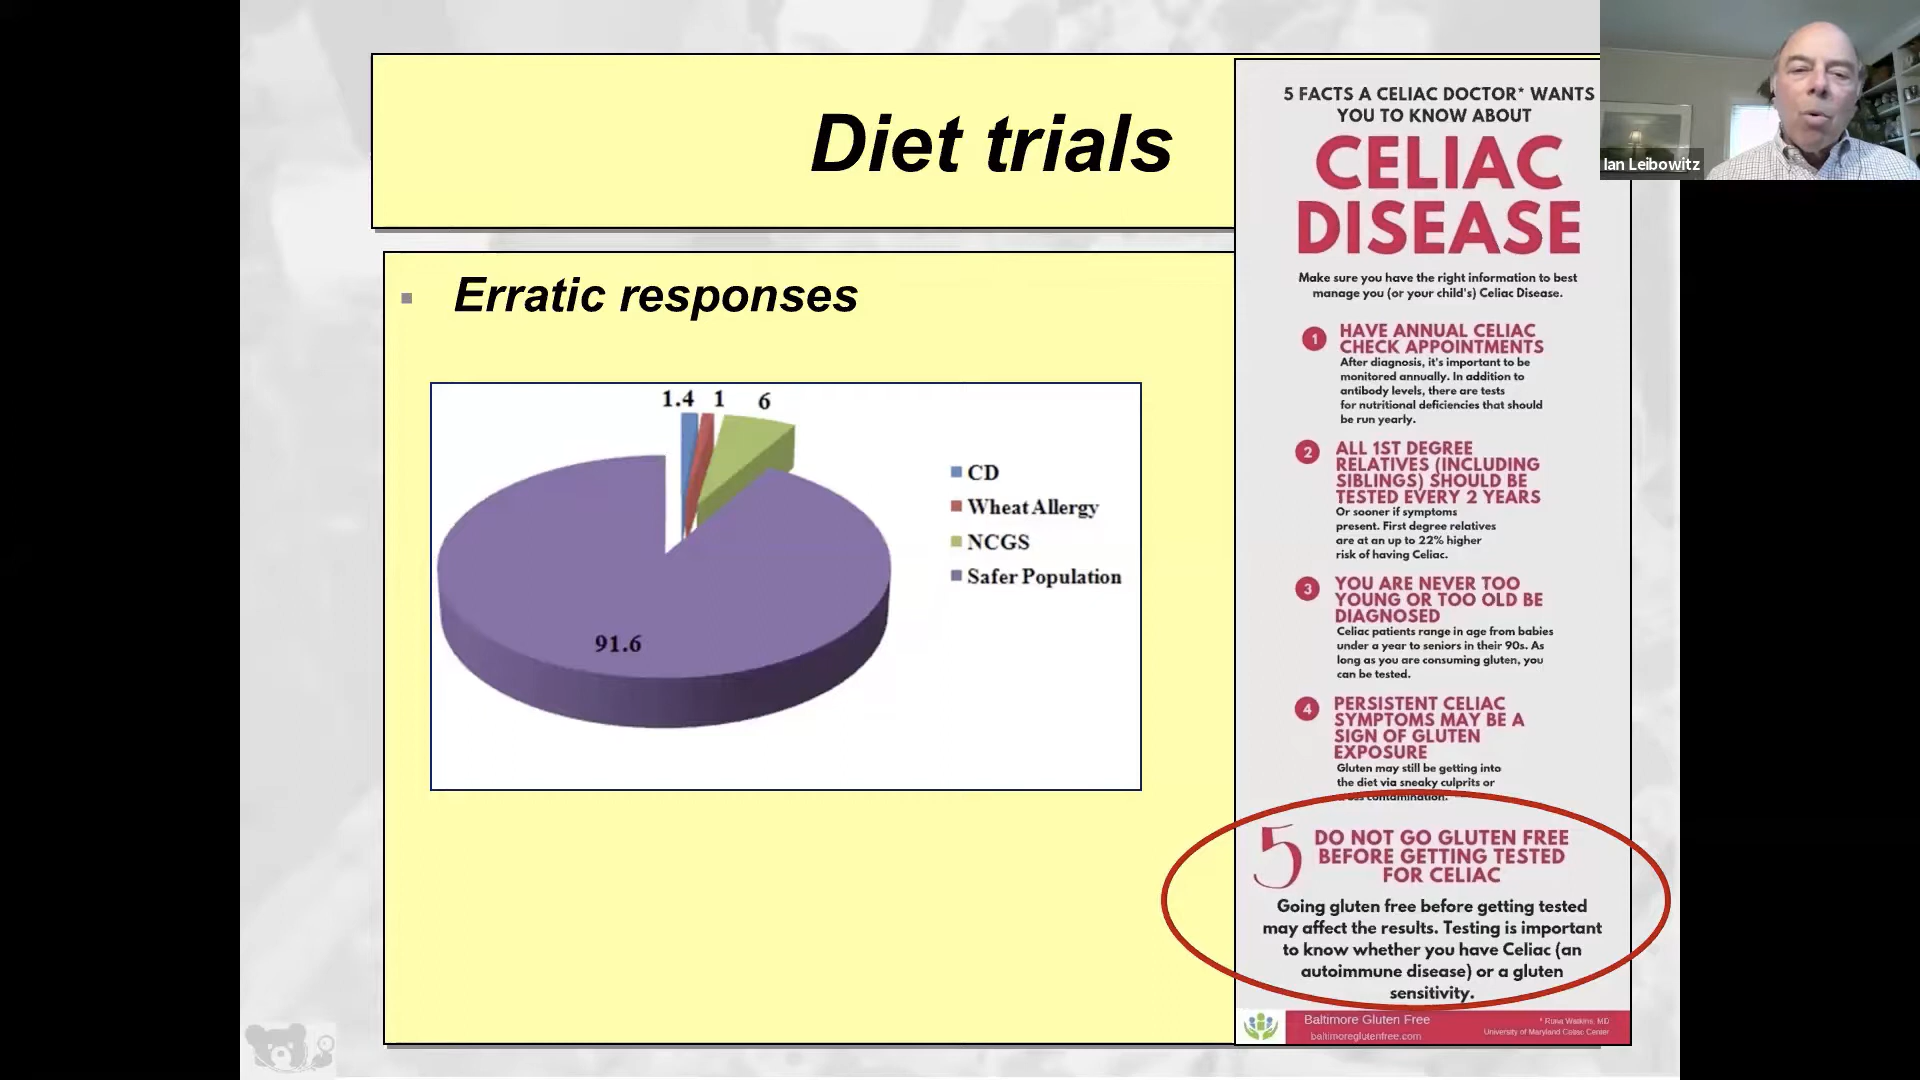 Diet trials
Erratic responses
1.4 1 6
91.6
CD
Wheat Allergy
NCGS
Safer Population
5 FACTS A CELIAC DOCTOR* WANTS
YOU TO KNOW ABOUT
CELIAC
DISEASE
Make sure you have the right information to best
manage you (or your child's) Celiac Disease.
1 HAVE ANNUAL CELIAC
CHECK APPOINTMENTS
After diagnosis, it's important to be
monitored annually. In addition to
antibody levels, there are tests
for nutritional deficiencies that should
be run yearly.
2 ALL 1ST DEGREE
RELATIVES (INCLUDING
SIBLINGS) SHOULD BE
TESTED EVERY 2 YEARS
Or sooner if symptoms
present. First degree relatives
are at an up to 22% higher
risk of having Celiac.
3 YOU ARE NEVER TOO
YOUNG OR TOO OLD BE
DIAGNOSED
Celiac patients range in age from babies
under a year to seniors in their 90s. As
long as you are consuming gluten, you
can be tested.
4 PERSISTENT CELIAC
SYMPTOMS MAY BE A
SIGN OF GLUTEN
EXPOSURE
Gluten may still be getting into
the diet via sneaky culprits or
contamination.
5 DO NOT GO GLUTEN FREE
BEFORE GETTING TESTED
FOR CELIAC
Going gluten free before getting tested
may affect the results. Testing is important
to know whether you have Celiac (an
autoimmune disease) or a gluten
sensitivity.
Baltimore Gluten Free
baltimoreglutenfree.com
* Runa Watkins, MD
University of Maryland Celiac Center
Ian Leibowitz